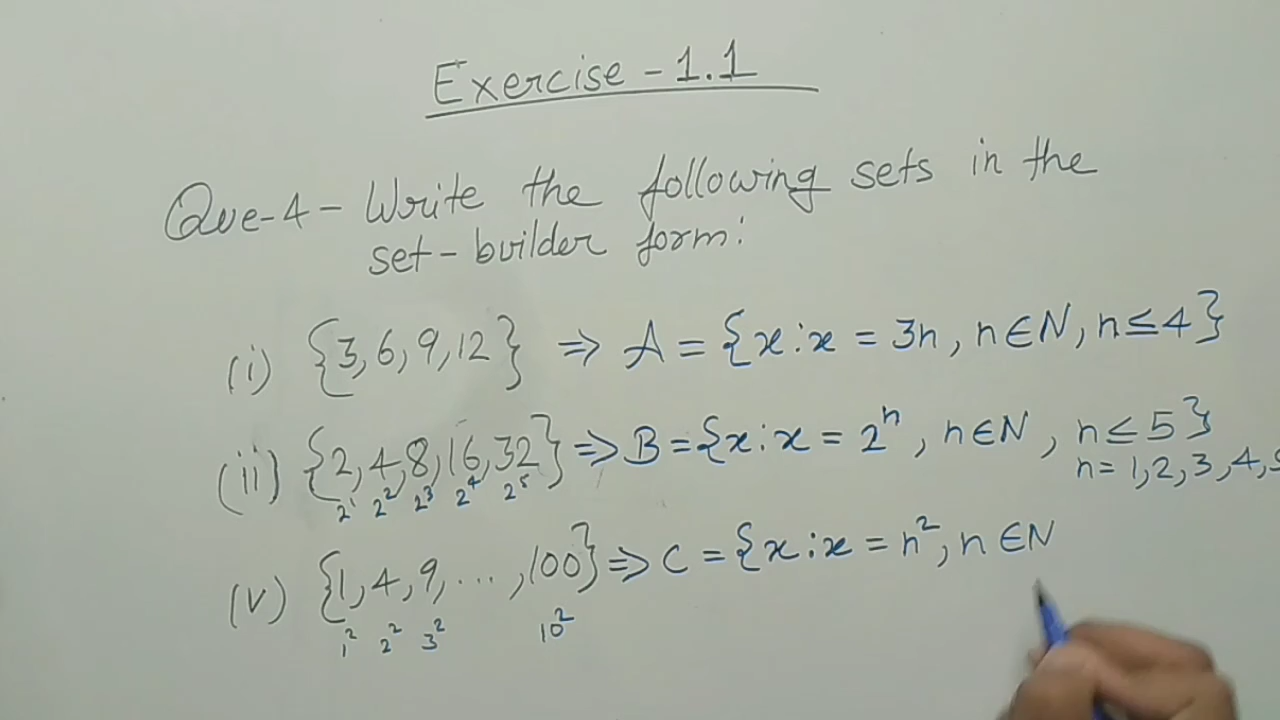 Exercise - 1.1
Que-4- Write the following sets in the
set-builder form:
(i) {3, 6, 9, 12} ⇒ A = {x : x = 3n, n ∈ N, n ≤ 4}
(ii) {2, 4, 8, 16, 32} ⇒ B = {x : x = 2ⁿ, n ∈ N, n ≤ 5}
2¹ 2² 2³ 2⁴ 2⁵ n = 1, 2, 3, 4,
(v) {1, 4, 9, ..., 100} ⇒ C = {x : x = n², n ∈ N
1² 2² 3² 10²